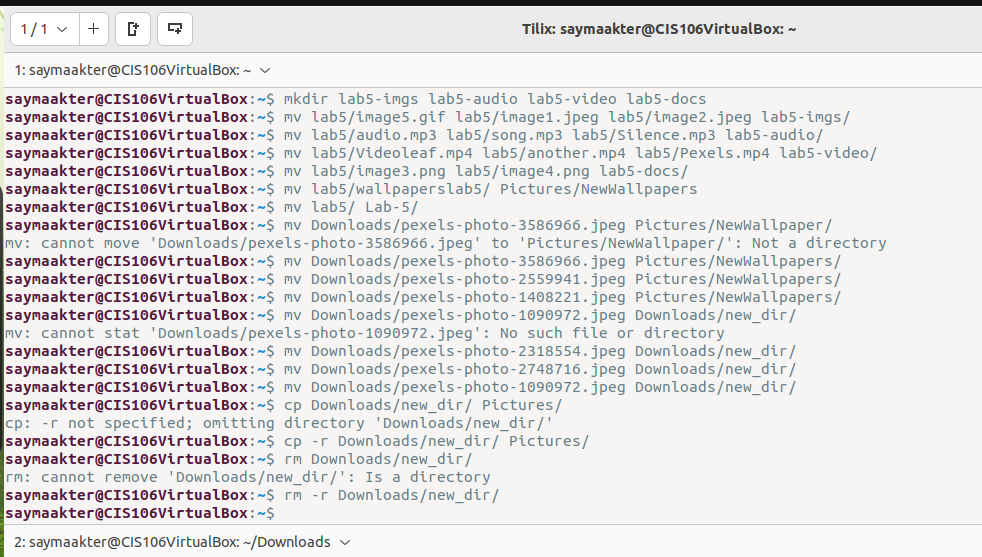 1 / 1
Tilix: saymaakter@CIS106VirtualBox: ~
1: saymaakter@CIS106VirtualBox: ~
saymaakter@CIS106VirtualBox:~$ mkdir lab5-imgs lab5-audio lab5-video lab5-docs
saymaakter@CIS106VirtualBox:~$ mv lab5/image5.gif lab5/image1.jpeg lab5/image2.jpeg lab5-imgs/
saymaakter@CIS106VirtualBox:~$ mv lab5/audio.mp3 lab5/song.mp3 lab5/Silence.mp3 lab5-audio/
saymaakter@CIS106VirtualBox:~$ mv lab5/Videoleaf.mp4 lab5/another.mp4 lab5/Pexels.mp4 lab5-video/
saymaakter@CIS106VirtualBox:~$ mv lab5/image3.png lab5/image4.png lab5-docs/
saymaakter@CIS106VirtualBox:~$ mv lab5/wallpaperslab5/ Pictures/NewWallpapers
saymaakter@CIS106VirtualBox:~$ mv lab5/ Lab-5/
saymaakter@CIS106VirtualBox:~$ mv Downloads/pexels-photo-3586966.jpeg Pictures/NewWallpaper/
mv: cannot move 'Downloads/pexels-photo-3586966.jpeg' to 'Pictures/NewWallpaper/': Not a directory
saymaakter@CIS106VirtualBox:~$ mv Downloads/pexels-photo-3586966.jpeg Pictures/NewWallpapers/
saymaakter@CIS106VirtualBox:~$ mv Downloads/pexels-photo-2559941.jpeg Pictures/NewWallpapers/
saymaakter@CIS106VirtualBox:~$ mv Downloads/pexels-photo-1408221.jpeg Pictures/NewWallpapers/
saymaakter@CIS106VirtualBox:~$ mv Downloads/pexels-photo-1090972.jpeg Downloads/new_dir/
mv: cannot stat 'Downloads/pexels-photo-1090972.jpeg': No such file or directory
saymaakter@CIS106VirtualBox:~$ mv Downloads/pexels-photo-2318554.jpeg Downloads/new_dir/
saymaakter@CIS106VirtualBox:~$ mv Downloads/pexels-photo-2748716.jpeg Downloads/new_dir/
saymaakter@CIS106VirtualBox:~$ mv Downloads/pexels-photo-1090972.jpeg Downloads/new_dir/
saymaakter@CIS106VirtualBox:~$ cp Downloads/new_dir/ Pictures/
cp: -r not specified; omitting directory 'Downloads/new_dir/'
saymaakter@CIS106VirtualBox:~$ cp -r Downloads/new_dir/ Pictures/
saymaakter@CIS106VirtualBox:~$ rm Downloads/new_dir/
rm: cannot remove 'Downloads/new_dir/': Is a directory
saymaakter@CIS106VirtualBox:~$ rm -r Downloads/new_dir/
saymaakter@CIS106VirtualBox:~$
2: saymaakter@CIS106VirtualBox: ~/Downloads